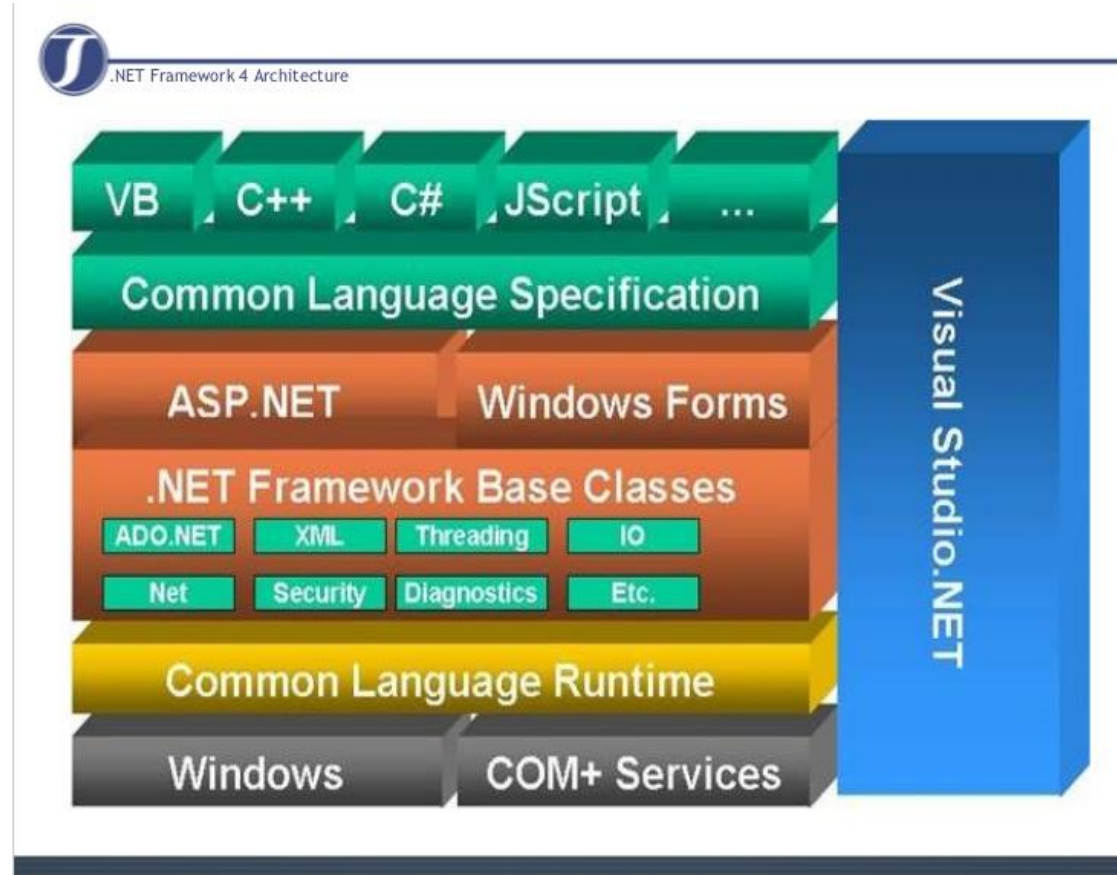 .NET Framework 4 Architecture
VB C++ C# JScript ...
Common Language Specification
ASP.NET Windows Forms
.NET Framework Base Classes
ADO.NET XML Threading IO
Net Security Diagnostics Etc.
Common Language Runtime
Windows COM+ Services
Visual Studio.NET